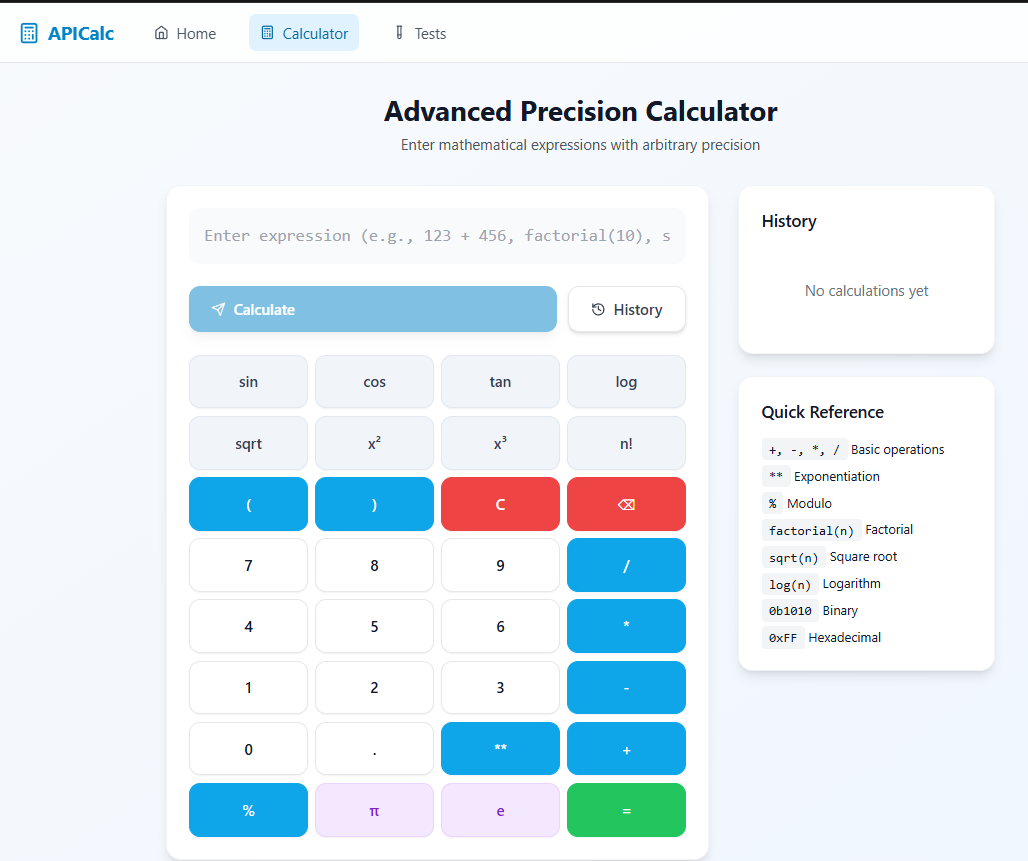 APICalc Home Calculator Tests
Advanced Precision Calculator
Enter mathematical expressions with arbitrary precision
Enter expression (e.g., 123 + 456, factorial(10), s
Calculate History
sin cos tan log
sqrt x² x³ n!
( ) C ⌫
7 8 9 /
4 5 6 *
1 2 3 -
0 . ** +
% π e =
History
No calculations yet
Quick Reference
+, -, *, / Basic operations
** Exponentiation
% Modulo
factorial(n) Factorial
sqrt(n) Square root
log(n) Logarithm
0b1010 Binary
0xFF Hexadecimal